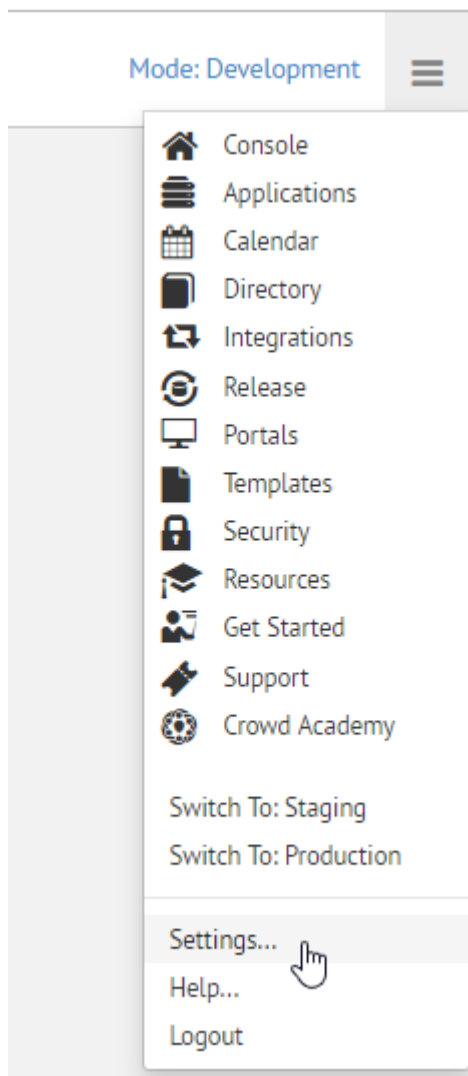 Mode: Development
Console
Applications
Calendar
Directory
Integrations
Release
Portals
Templates
Security
Resources
Get Started
Support
Crowd Academy
Switch To: Staging
Switch To: Production
Settings...
Help...
Logout